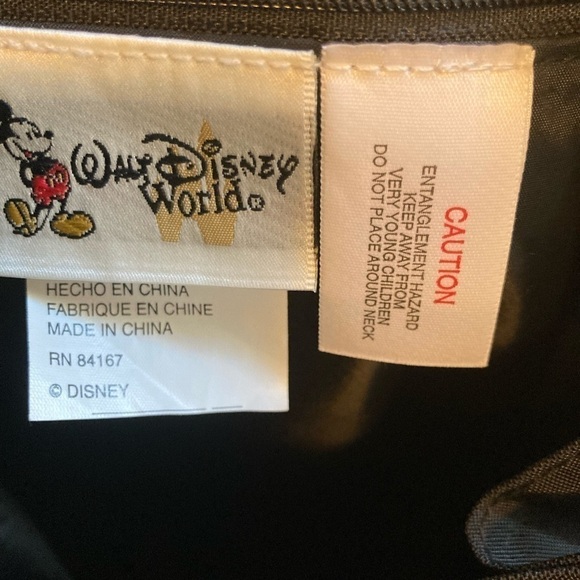 Walt Disney
World®
HECHO EN CHINA
FABRIQUE EN CHINE
MADE IN CHINA
RN 84167
© DISNEY
CAUTION
ENTANGLEMENT HAZARD
KEEP AWAY FROM
VERY YOUNG CHILDREN
DO NOT PLACE AROUND NECK